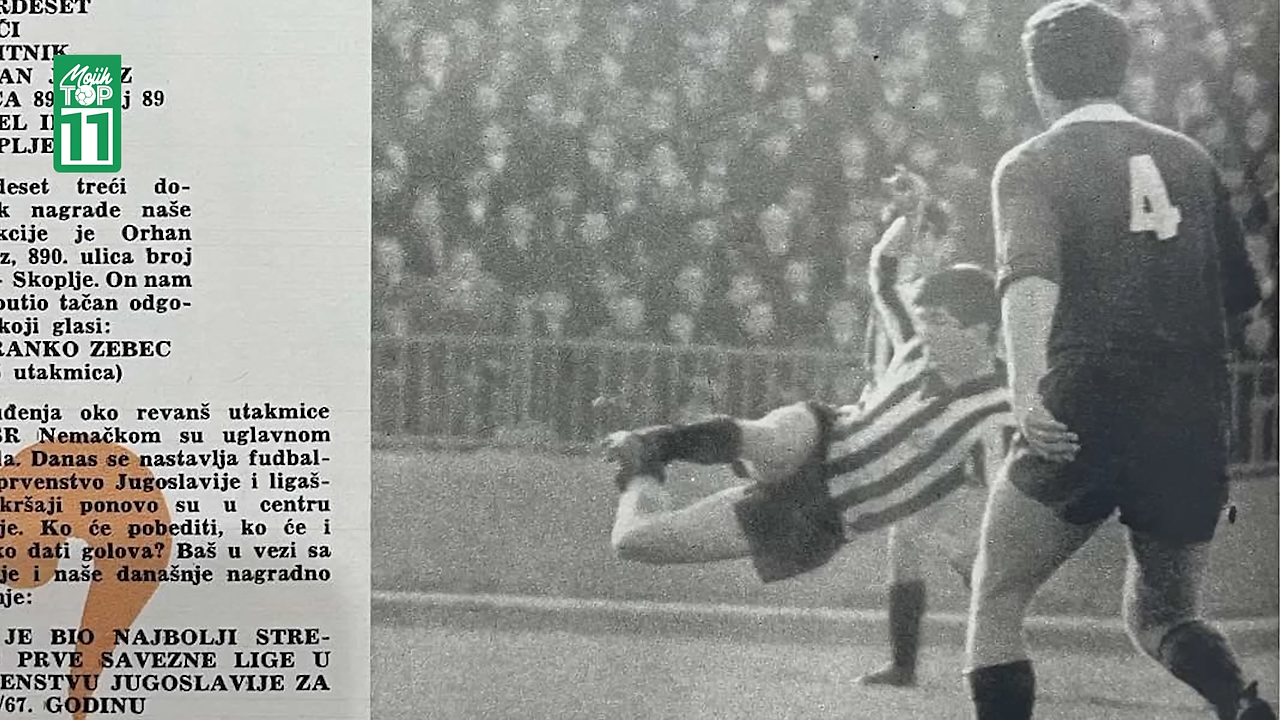 RDESET
ČI
ITNIK
AN J Z
CA 89 j 89
EL I
PLJE
Mojih
TOP
11
deset treći do-
k nagrade naše
kcije je Orhan
z, 890. ulica broj
- Skoplje. On nam
outio tačan odgo-
koji glasi:
RANKO ZEBEC
utakmica)
uđenja oko revanš utakmice
SR Nemačkom su uglavnom
la. Danas se nastavlja fudbal-
prvenstvo Jugoslavije i ligaš-
kršaji ponovo su u centru
je. Ko će pobediti, ko će i
ko dati golova? Baš u vezi sa
je i naše današnje nagradno
nje:
JE BIO NAJBOLJI STRE-
PRVE SAVEZNE LIGE U
ENSTVU JUGOSLAVIJE ZA
/67. GODINU
4